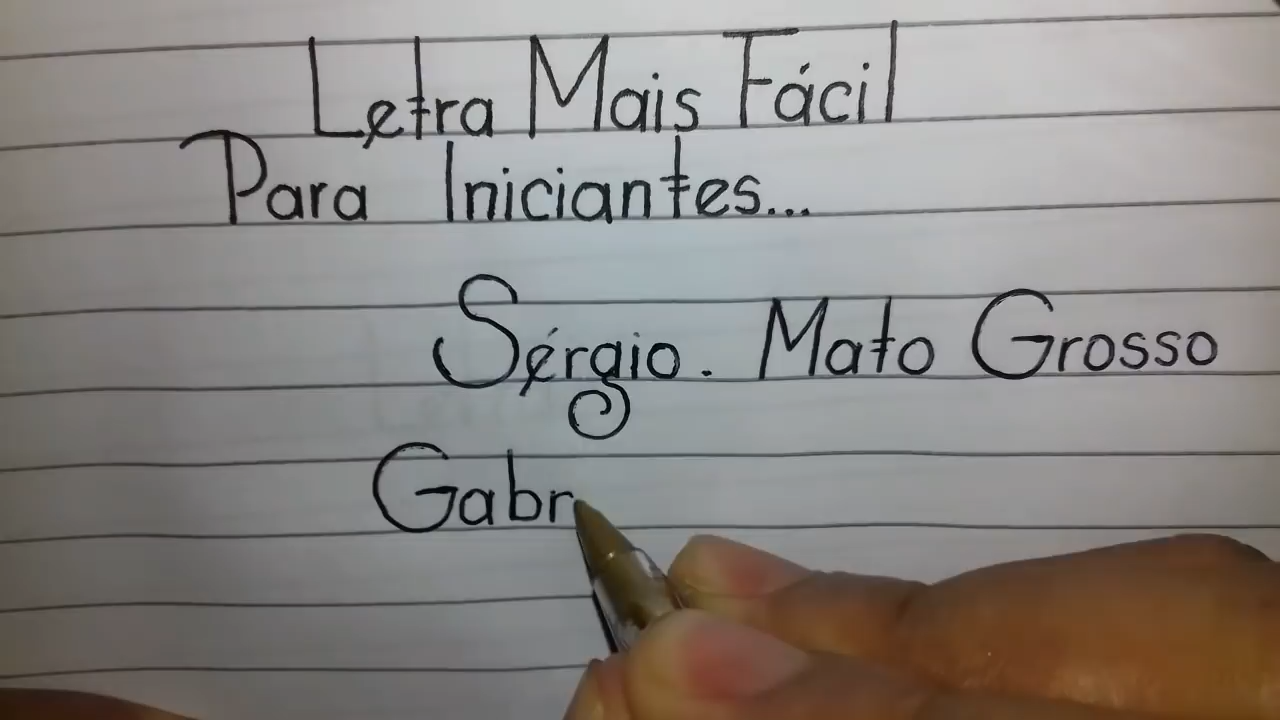 Letra Mais Fácil
Para Iniciantes...
Sérgio. Mato Grosso
Gabr